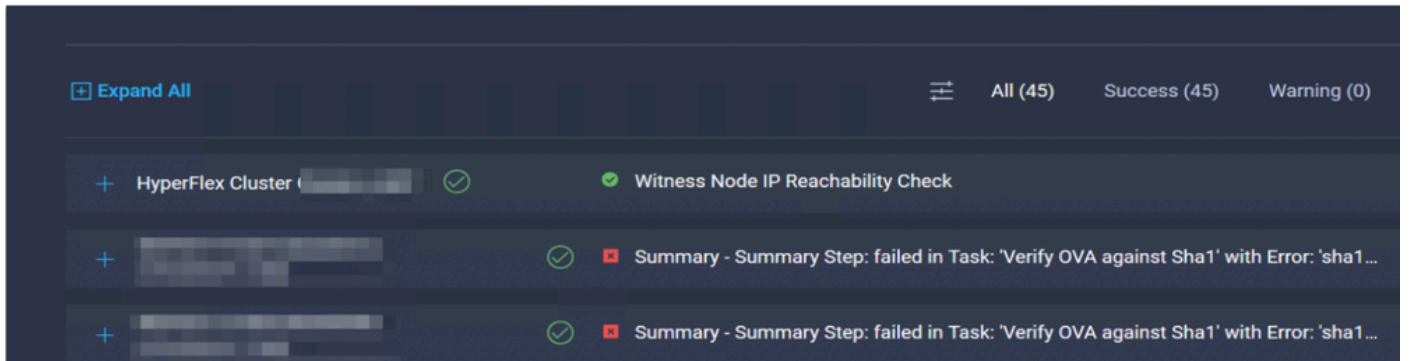 Expand All
All (45)
Success (45)
Warning (0)
HyperFlex Cluster
Witness Node IP Reachability Check
Summary - Summary Step: failed in Task: 'Verify OVA against Sha1' with Error: 'sha1...
Summary - Summary Step: failed in Task: 'Verify OVA against Sha1' with Error: 'sha1...